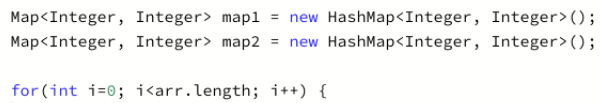 Map<Integer, Integer> map1 = new HashMap<Integer, Integer>();
Map<Integer, Integer> map2 = new HashMap<Integer, Integer>();
for(int i=0; i<arr.length; i++) {